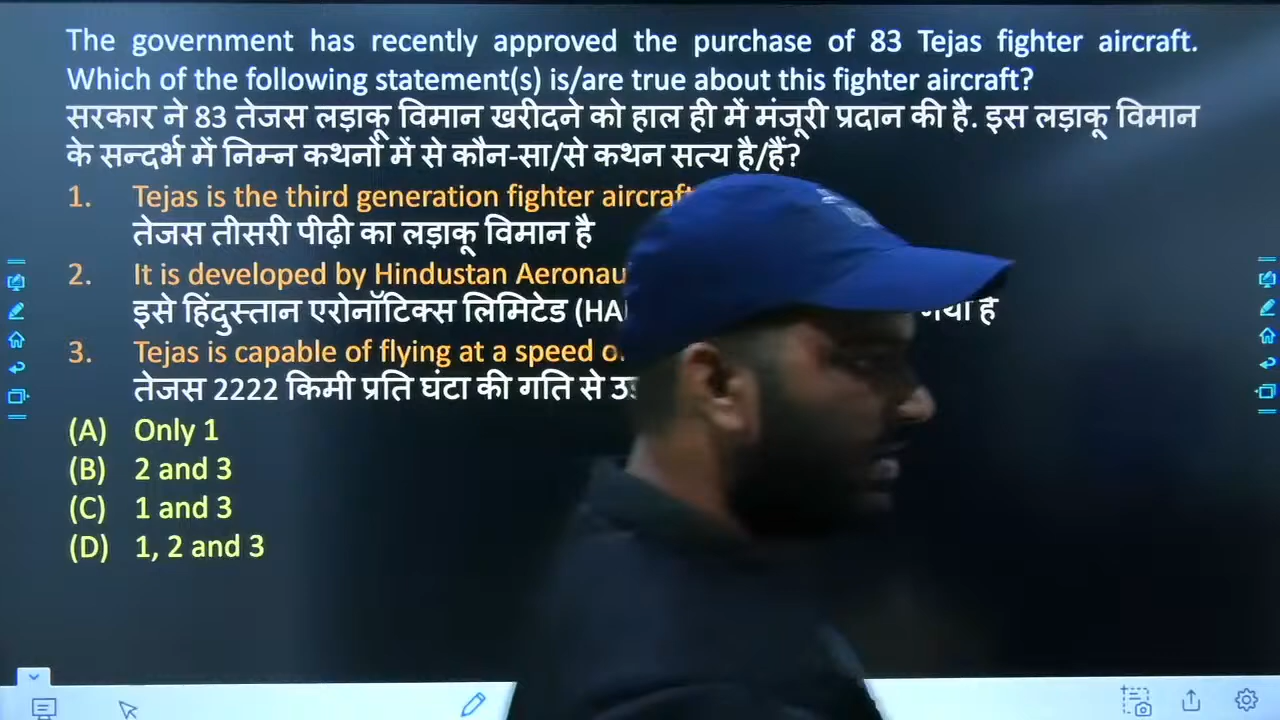 The government has recently approved the purchase of 83 Tejas fighter aircraft.
Which of the following statement(s) is/are true about this fighter aircraft?
सरकार ने 83 तेजस लड़ाकू विमान खरीदने को हाल ही में मंजूरी प्रदान की है. इस लड़ाकू विमान
के सन्दर्भ में निम्न कथनों में से कौन-सा/से कथन सत्य है/हैं?
1. Tejas is the third generation fighter aircraft
तेजस तीसरी पीढ़ी का लड़ाकू विमान है
2. It is developed by Hindustan
इसे हिंदुस्तान एरोनॉटिक्स लिमिटेड है
3. Tejas is capable of flying at a speed
तेजस 2222 किमी प्रति घंटा की गति से
(A) Only 1
(B) 2 and 3
(C) 1 and 3
(D) 1, 2 and 3